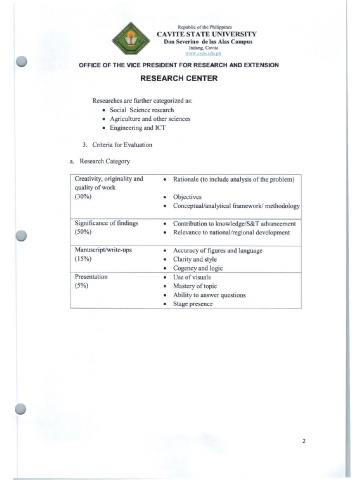 Republic of the Philippines
CAVITE STATE UNIVERSITY
Don Severino de las Alas Campus
Indang, Cavite
www.cvsu.edu.ph
OFFICE OF THE VICE PRESIDENT FOR RESEARCH AND EXTENSION
RESEARCH CENTER
Researches are further categorized as:
• Social Science research
• Agriculture and other sciences
• Engineering and ICT
3. Criteria for Evaluation
a. Research Category
Creativity, originality and
quality of work
(30%)
• Rationale (to include analysis of the problem)
• Objectives
• Conceptual/analytical framework/ methodology
Significance of findings
(50%)
• Contribution to knowledge/S&T advancement
• Relevance to national/regional development
Manuscript/write-ups
(15%)
• Accuracy of figures and language
• Clarity and style
• Cogency and logic
Presentation
(5%)
• Use of visuals
• Mastery of topic
• Ability to answer questions
• Stage presence
2